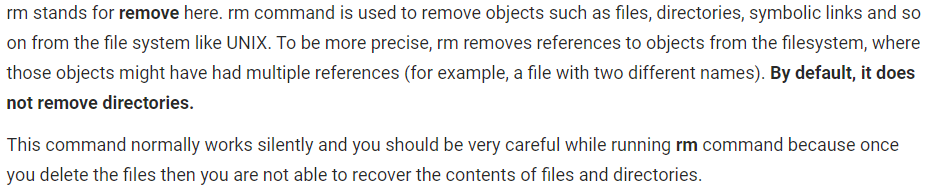 rm stands for remove here. rm command is used to remove objects such as files, directories, symbolic links and so
on from the file system like UNIX. To be more precise, rm removes references to objects from the filesystem, where
those objects might have had multiple references (for example, a file with two different names). By default, it does
not remove directories.
This command normally works silently and you should be very careful while running rm command because once
you delete the files then you are not able to recover the contents of files and directories.